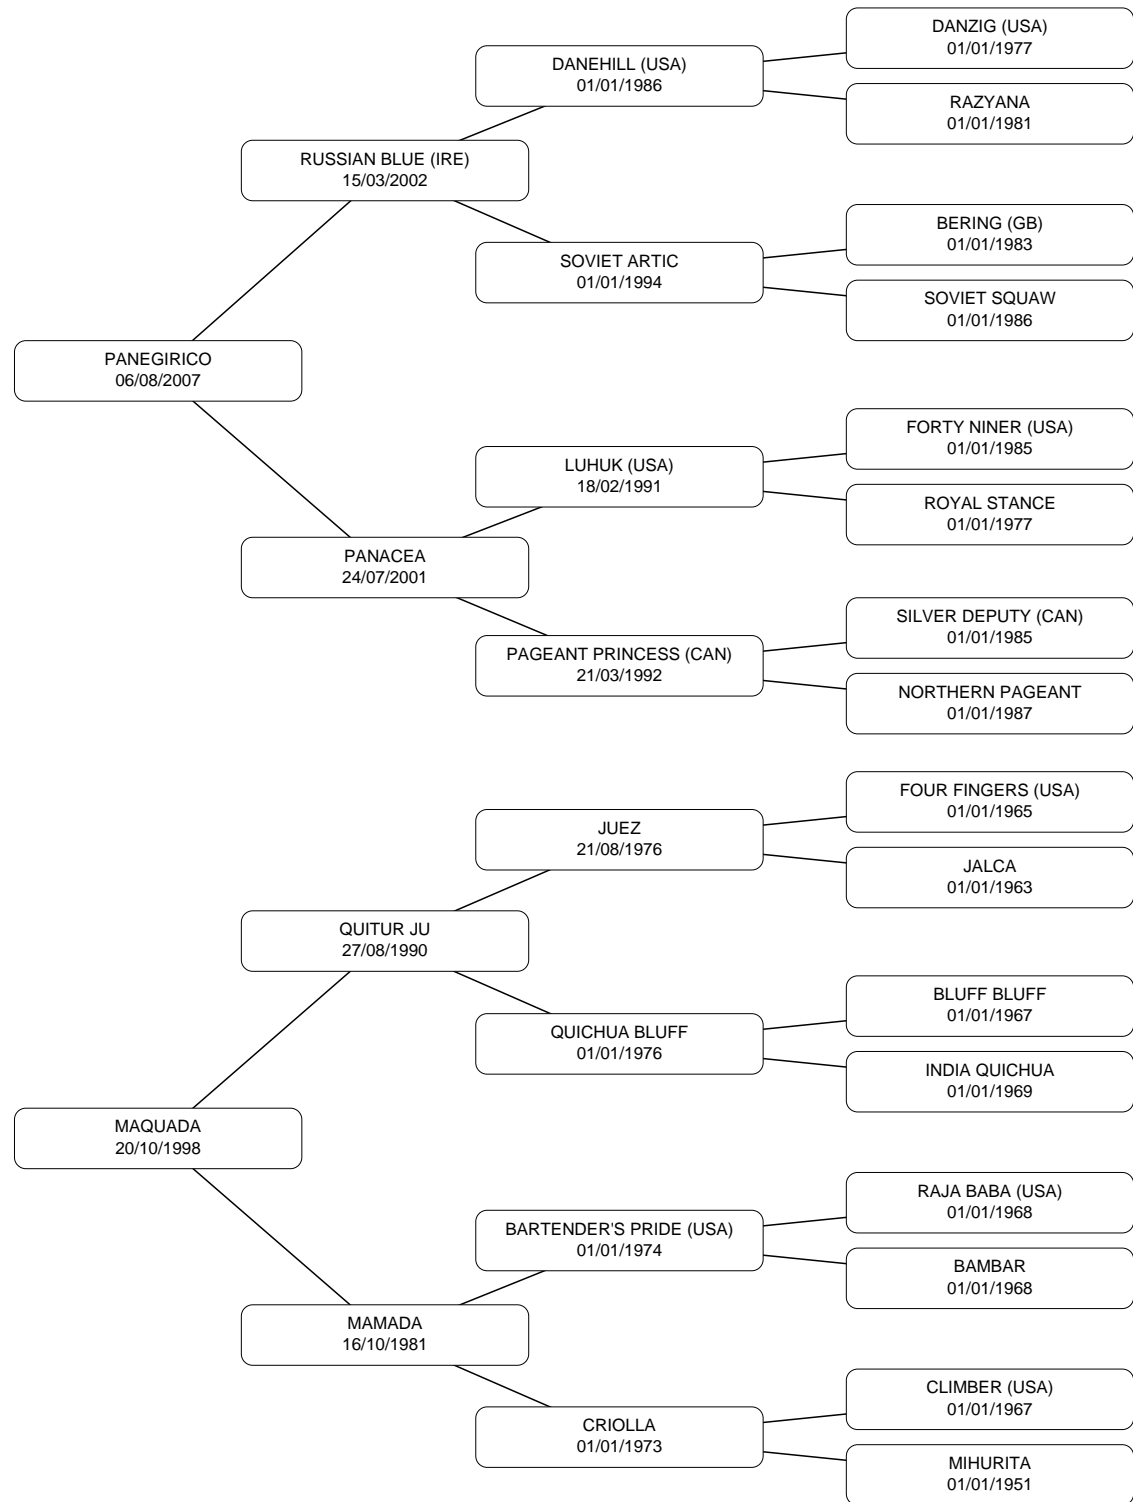 DANZIG (USA)
01/01/1977
DANEHILL (USA)
01/01/1986
RAZYANA
01/01/1981
RUSSIAN BLUE (IRE)
15/03/2002
BERING (GB)
01/01/1983
SOVIET ARTIC
01/01/1994
SOVIET SQUAW
01/01/1986
PANEGIRICO
06/08/2007
FORTY NINER (USA)
01/01/1985
LUHUK (USA)
18/02/1991
ROYAL STANCE
01/01/1977
PANACEA
24/07/2001
SILVER DEPUTY (CAN)
01/01/1985
PAGEANT PRINCESS (CAN)
21/03/1992
NORTHERN PAGEANT
01/01/1987
FOUR FINGERS (USA)
01/01/1965
JUEZ
21/08/1976
JALCA
01/01/1963
QUITUR JU
27/08/1990
BLUFF BLUFF
01/01/1967
QUICHUA BLUFF
01/01/1976
INDIA QUICHUA
01/01/1969
MAQUADA
20/10/1998
RAJA BABA (USA)
01/01/1968
BARTENDER'S PRIDE (USA)
01/01/1974
BAMBAR
01/01/1968
MAMADA
16/10/1981
CLIMBER (USA)
01/01/1967
CRIOLLA
01/01/1973
MIHURITA
01/01/1951